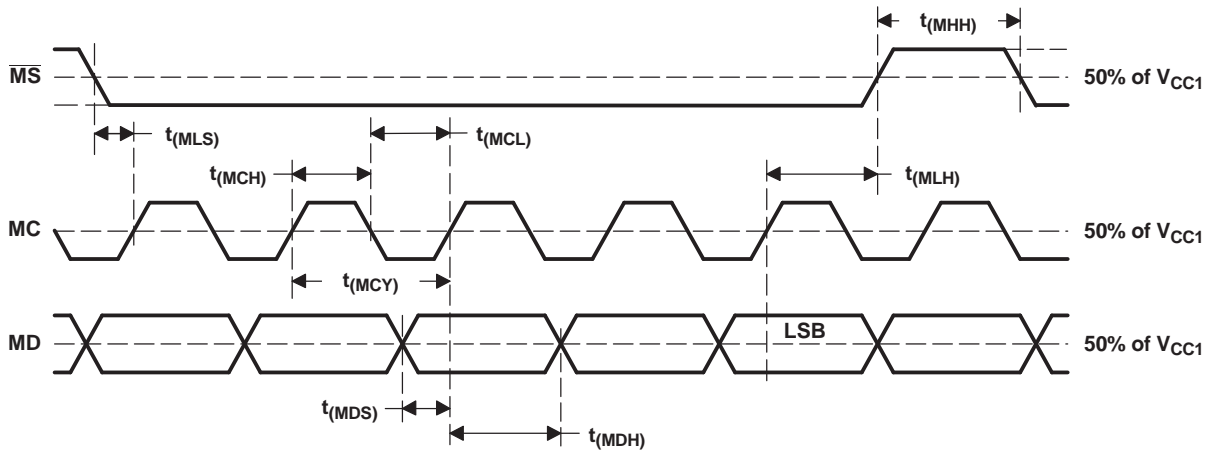 t(MHH)
MS 50% of VCC1
t(MLS) t(MCL)
t(MCH) t(MLH)
MC 50% of VCC1
t(MCY)
MD LSB 50% of VCC1
t(MDS)
t(MDH)